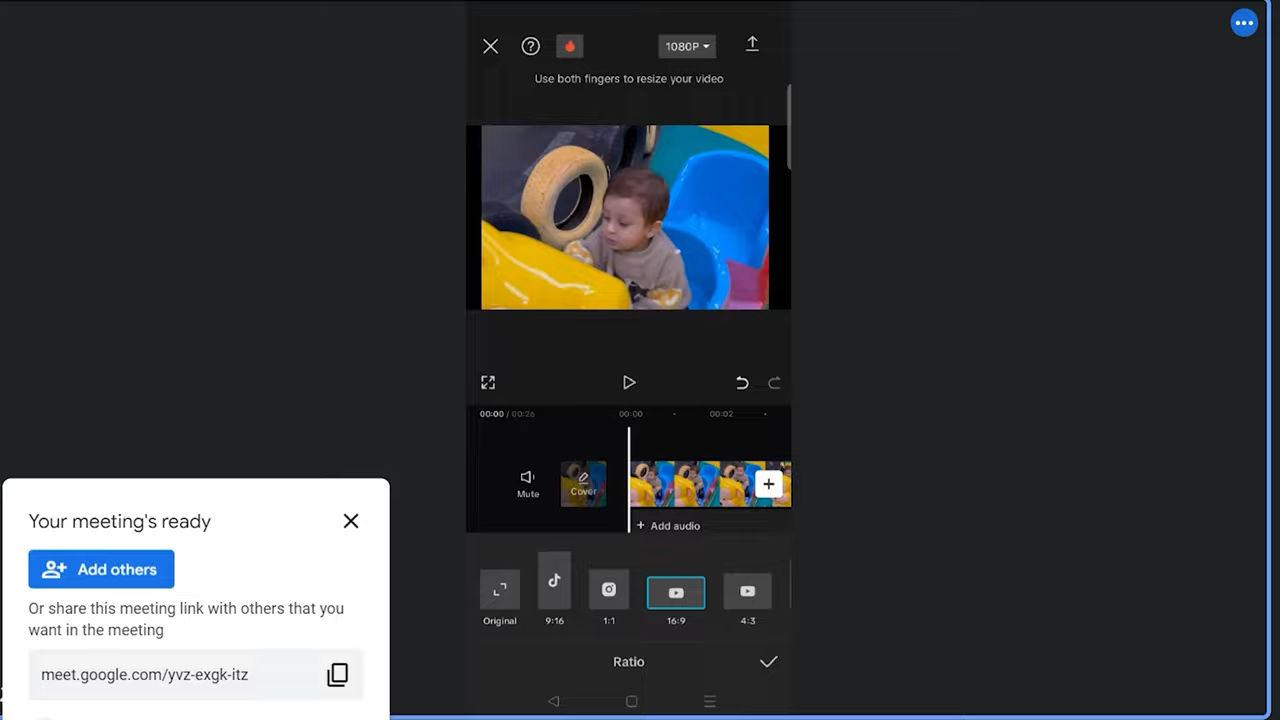 1080P
Use both fingers to resize your video
00:00 / 00:26
00:00
00:02
Mute
Cover
+ Add audio
Original
9:16
1:1
16:9
4:3
Ratio
Your meeting's ready
Add others
Or share this meeting link with others that you
want in the meeting
meet.google.com/yvz-exgk-itz